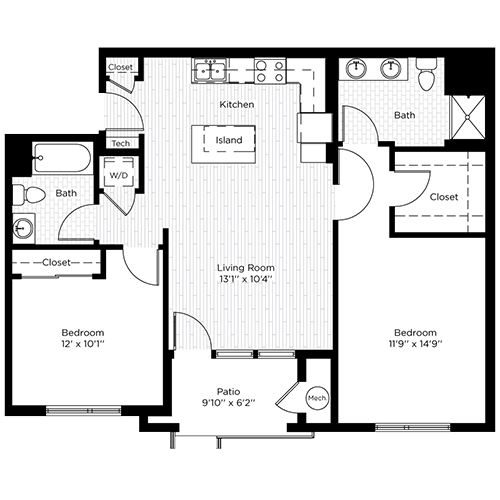 Closet
Kitchen
Bath
Tech
Island
W/D
Bath
Closet
Closet
Living Room
13'1" x 10'4"
Bedroom
12' x 10'1"
Bedroom
11'9" x 14'9"
Patio
9'10" x 6'2"
Mech.